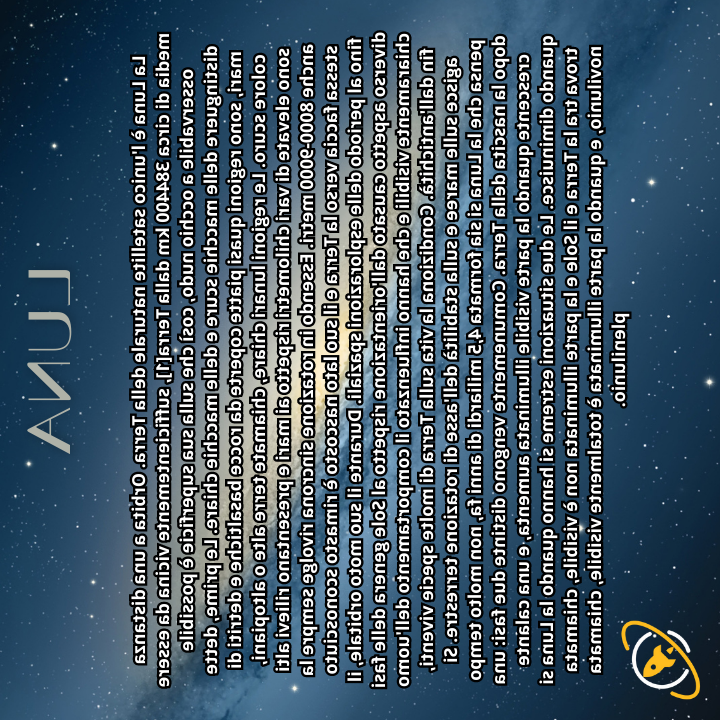 LUNA
La Luna é l'unico satellite naturale della Terra. Orbita a una distanza
media di circa 384400 km dalla Terra[1], sufficientemente vicina da essere
osservabile a occhio nudo, così che sulla sua superficie è possibile
distinguere delle macchie scure e delle macchie chiare. Le prime, dette
mari, sono regioni quasi piatte coperte da rocce basaltiche e detriti di
colore scuro. Le regioni lunari chiare, chiamate terre alte o altopiani,
sono elevate di vari chilometri rispetto ai mari e presentano rilievi alti
anche 8000-9000 metri. Essendo in rotazione sincrona rivolge sempre la
stessa faccia verso la Terra e il suo lato nascosto è rimasto sconosciuto
fino al periodo delle esplorazioni spaziali. Durante il suo moto orbitale, il
diverso aspetto causato dall'orientazione rispetto al Sole genera delle fasi
chiaramente visibili e che hanno influenzato il comportamento dell'uomo
fin dall'antichità. Condiziona la vita sulla Terra di molte specie viventi,
agisce sulle maree e sulla stabilità dell'asse di rotazione terrestre. Si
pensa che la Luna si sia formata 4,5 miliardi di anni fa, non molto tempo
dopo la nascita della Terra. Comunemente vengono distinte due fasi: una
crescente quando la parte visibile illuminata aumenta, e una calante
quando diminuisce. Le due situazioni estreme si hanno quando la Luna si
trova tra la Terra e il Sole e la parte illuminata non è visibile, chiamata
novilunio, e quando la parte illuminata è totalmente visibile, chiamata
plenilunio.